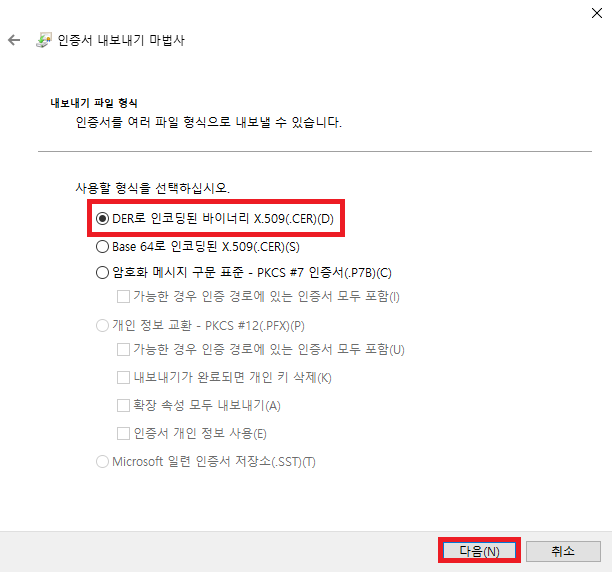 인증서 내보내기 마법사
내보내기 파일 형식
인증서를 여러 파일 형식으로 내보낼 수 있습니다.
사용할 형식을 선택하십시오.
DER로 인코딩된 바이너리 X.509(.CER)(D)
Base 64로 인코딩된 X.509(.CER)(S)
암호화 메시지 구문 표준 - PKCS #7 인증서(.P7B)(C)
가능한 경우 인증 경로에 있는 인증서 모두 포함(I)
개인 정보 교환 - PKCS #12(.PFX)(P)
가능한 경우 인증 경로에 있는 인증서 모두 포함(U)
내보내기가 완료되면 개인 키 삭제(K)
확장 속성 모두 내보내기(A)
인증서 개인 정보 사용(E)
Microsoft 일련 인증서 저장소(.SST)(T)
다음(N)
취소